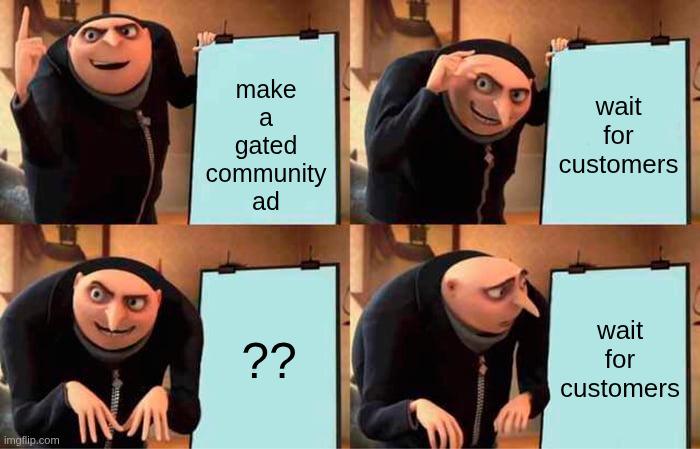 make
a
gated
community
ad
wait
for
customers
??
wait
for
customers
imgflip.com